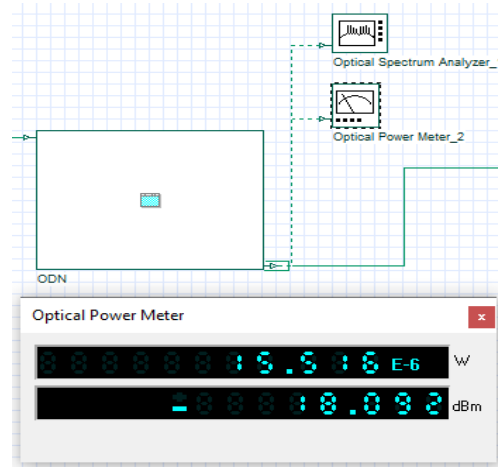 Optical Spectrum Analyzer_
Optical Power Meter_2
ODN
Optical Power Meter
x
15.516 E-6 W
- 18.092 dBm